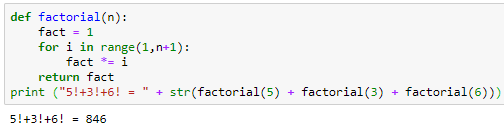 def factorial(n):
    fact = 1
    for i in range(1,n+1):
        fact *= i
    return fact
print ("5!+3!+6! = " + str(factorial(5) + factorial(3) + factorial(6)))
5!+3!+6! = 846